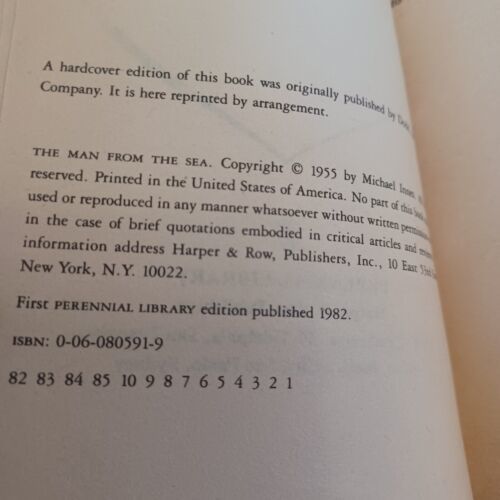 A hardcover edition of this book was originally published by
Company. It is here reprinted by arrangement.
THE MAN FROM THE SEA. Copyright © 1955 by Michael
reserved. Printed in the United States of America. No part of this
used or reproduced in any manner whatsoever without written
in the case of brief quotations embodied in critical articles and
information address Harper & Row, Publishers, Inc., 10 East 53rd
New York, N.Y. 10022.
First PERENNIAL LIBRARY edition published 1982.
ISBN: 0-06-080591-9
82 83 84 85 10 9 8 7 6 5 4 3 2 1